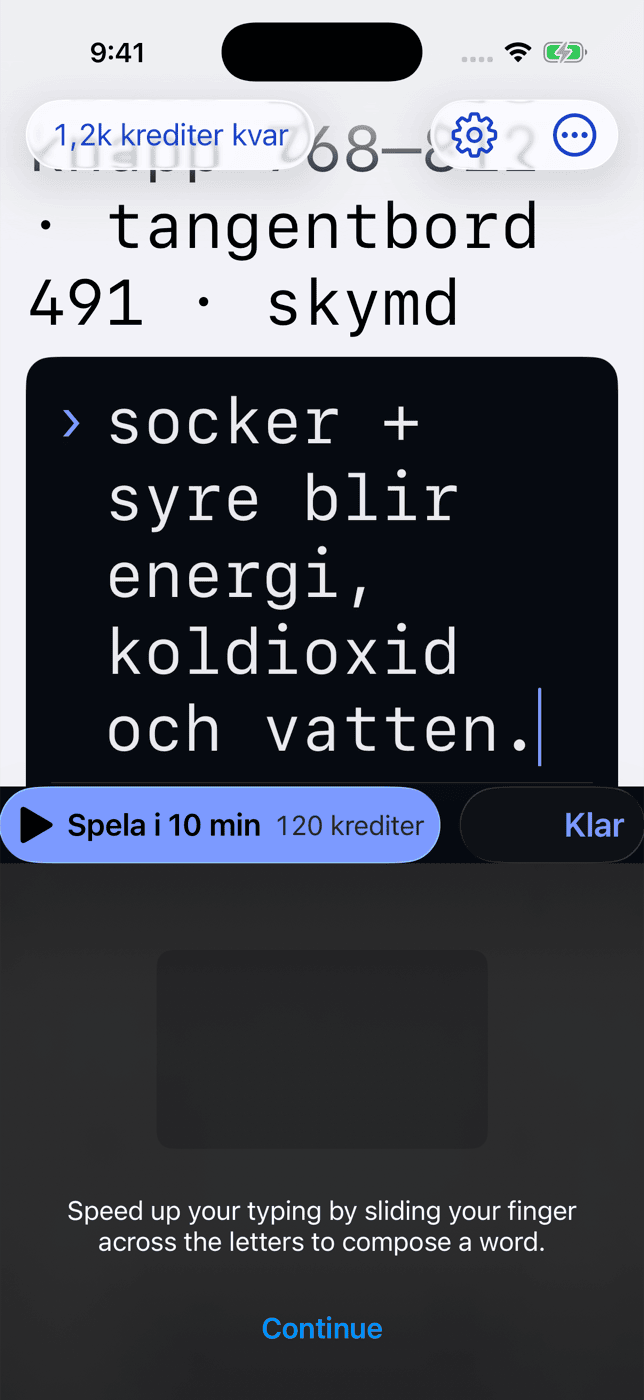 9:41
1,2k krediter kvar
· tangentbord
491 · skymd
› socker +
syre blir
energi,
koldioxid
och vatten.
Spela i 10 min 120 krediter
Klar
Speed up your typing by sliding your finger
across the letters to compose a word.
Continue